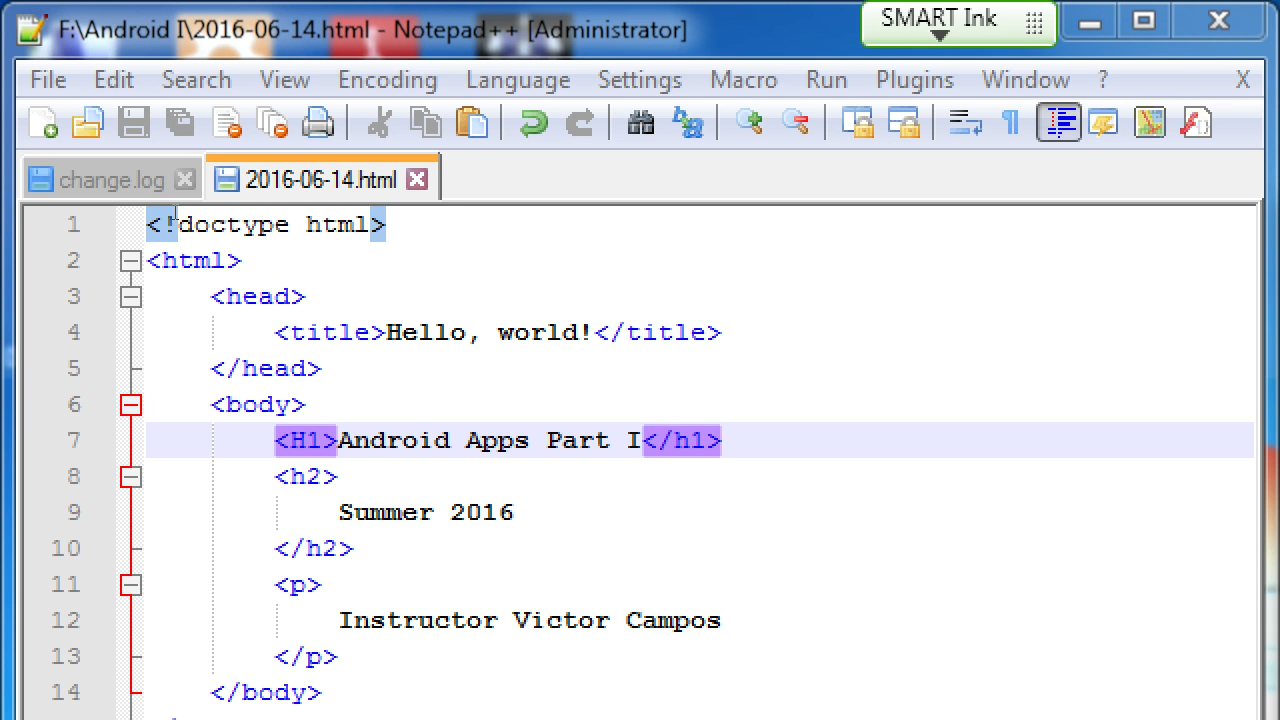 F:\Android I\2016-06-14.html - Notepad++ [Administrator]
SMART Ink
File Edit Search View Encoding Language Settings Macro Run Plugins Window ? X
change.log 2016-06-14.html
1 <!doctype html>
2 <html>
3 <head>
4 <title>Hello, world!</title>
5 </head>
6 <body>
7 <H1>Android Apps Part I</h1>
8 <h2>
9 Summer 2016
10 </h2>
11 <p>
12 Instructor Victor Campos
13 </p>
14 </body>